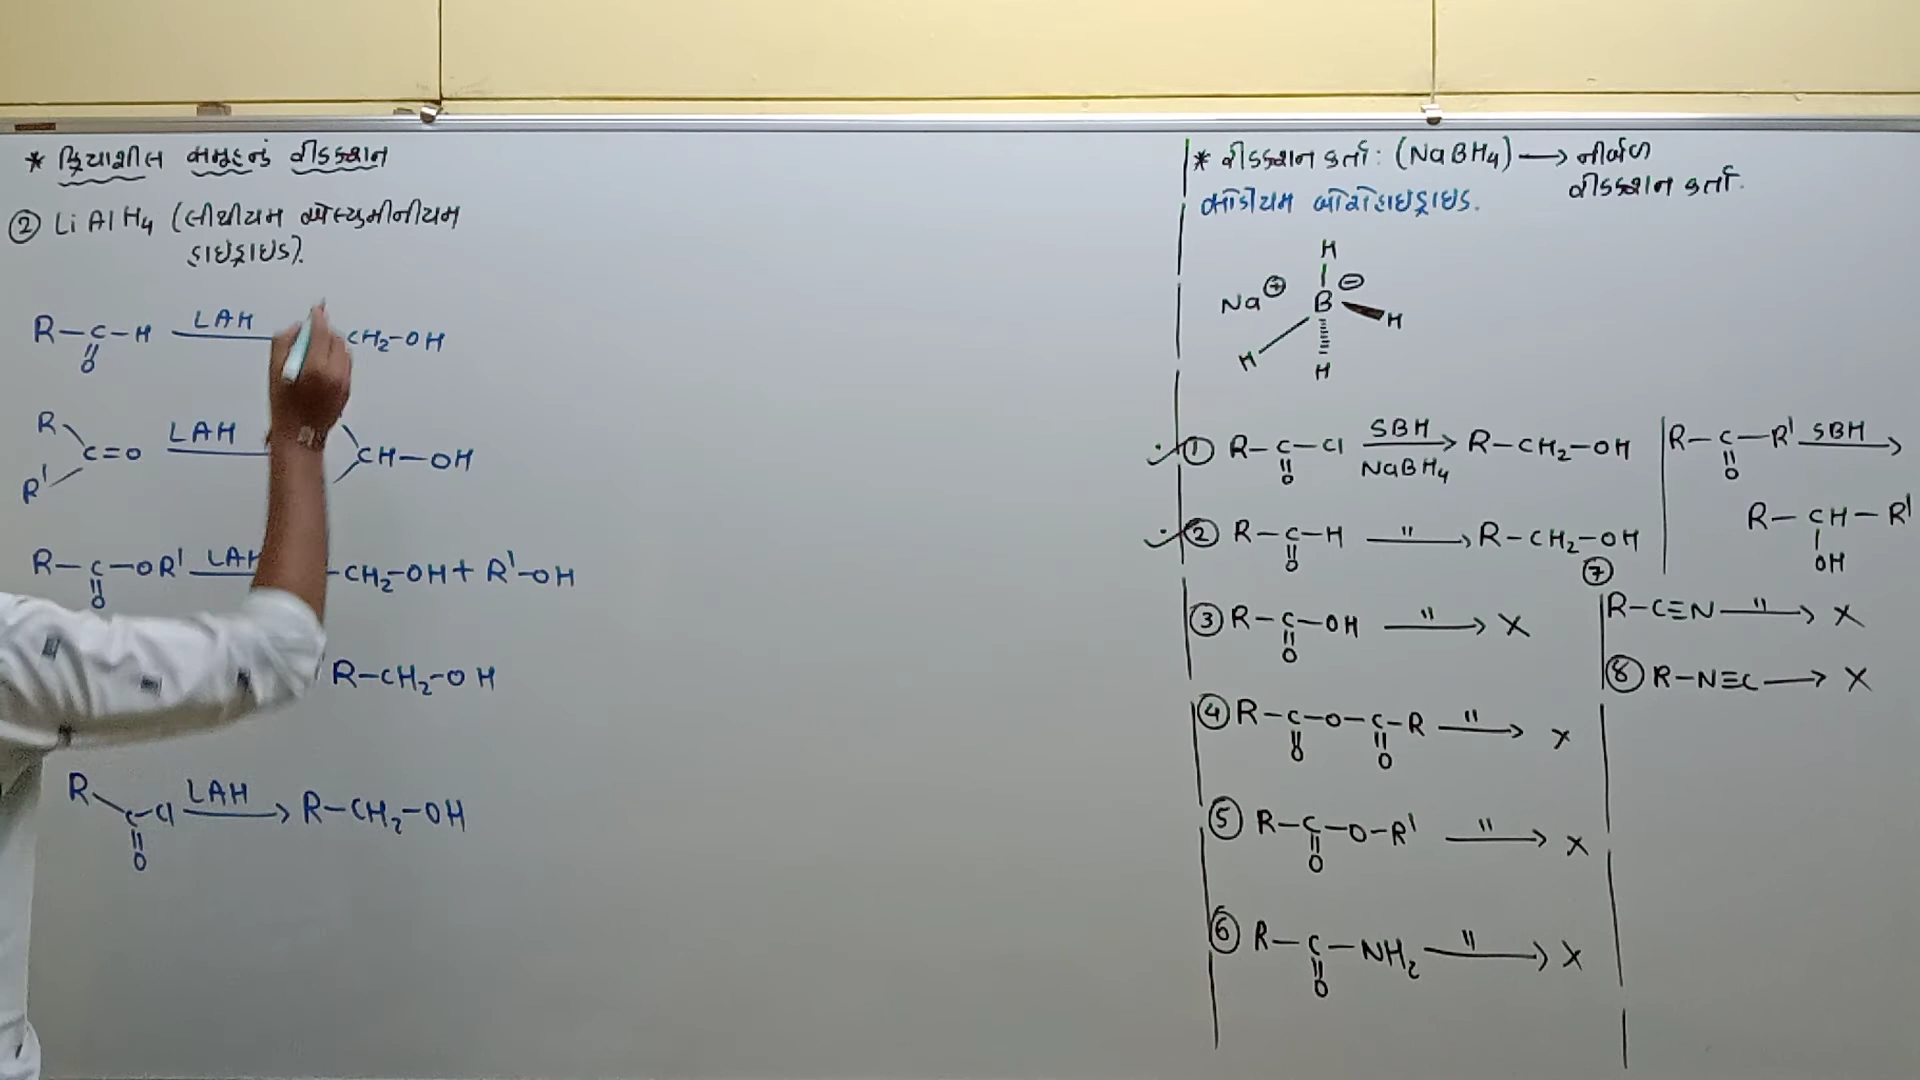 * ક્રિયાશીલ સમૂહનું રીડક્શન
② LiAlH₄ (લીથીયમ એલ્યુમીનીયમ
હાઇડ્રાઇડ).
R–C–H LAH CH₂–OH
O
R
C=O LAH CH–OH
R'
R–C–OR' LAH CH₂–OH + R'–OH
O
R–CH₂–OH
R
C–Cl LAH → R–CH₂–OH
O
* રીડક્શન કર્તા : (NaBH₄) → નીર્બળ
રીડક્શન કર્તા.
સોડિયમ બોરોહાઇડ્રાઇડ.
H
Na⊕ B ⊖
H
H
H
① R–C–Cl SBH → R–CH₂–OH
O NaBH₄
② R–C–H " → R–CH₂–OH
O
③ R–C–OH " → X
O
④ R–C–O–C–R " → X
O O
⑤ R–C–O–R' " → X
O
⑥ R–C–NH₂ " → X
O
R–C–R' SBH →
O
R–CH–R'
OH
⑦
R–C≡N " → X
⑧ R–N≡C → X